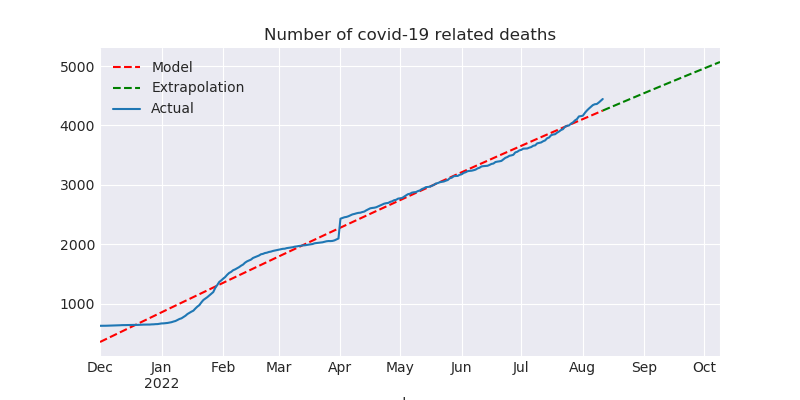 Number of covid-19 related deaths
Model
Extrapolation
Actual
5000
4000
3000
2000
1000
Dec Jan Feb Mar Apr May Jun Jul Aug Sep Oct
2022